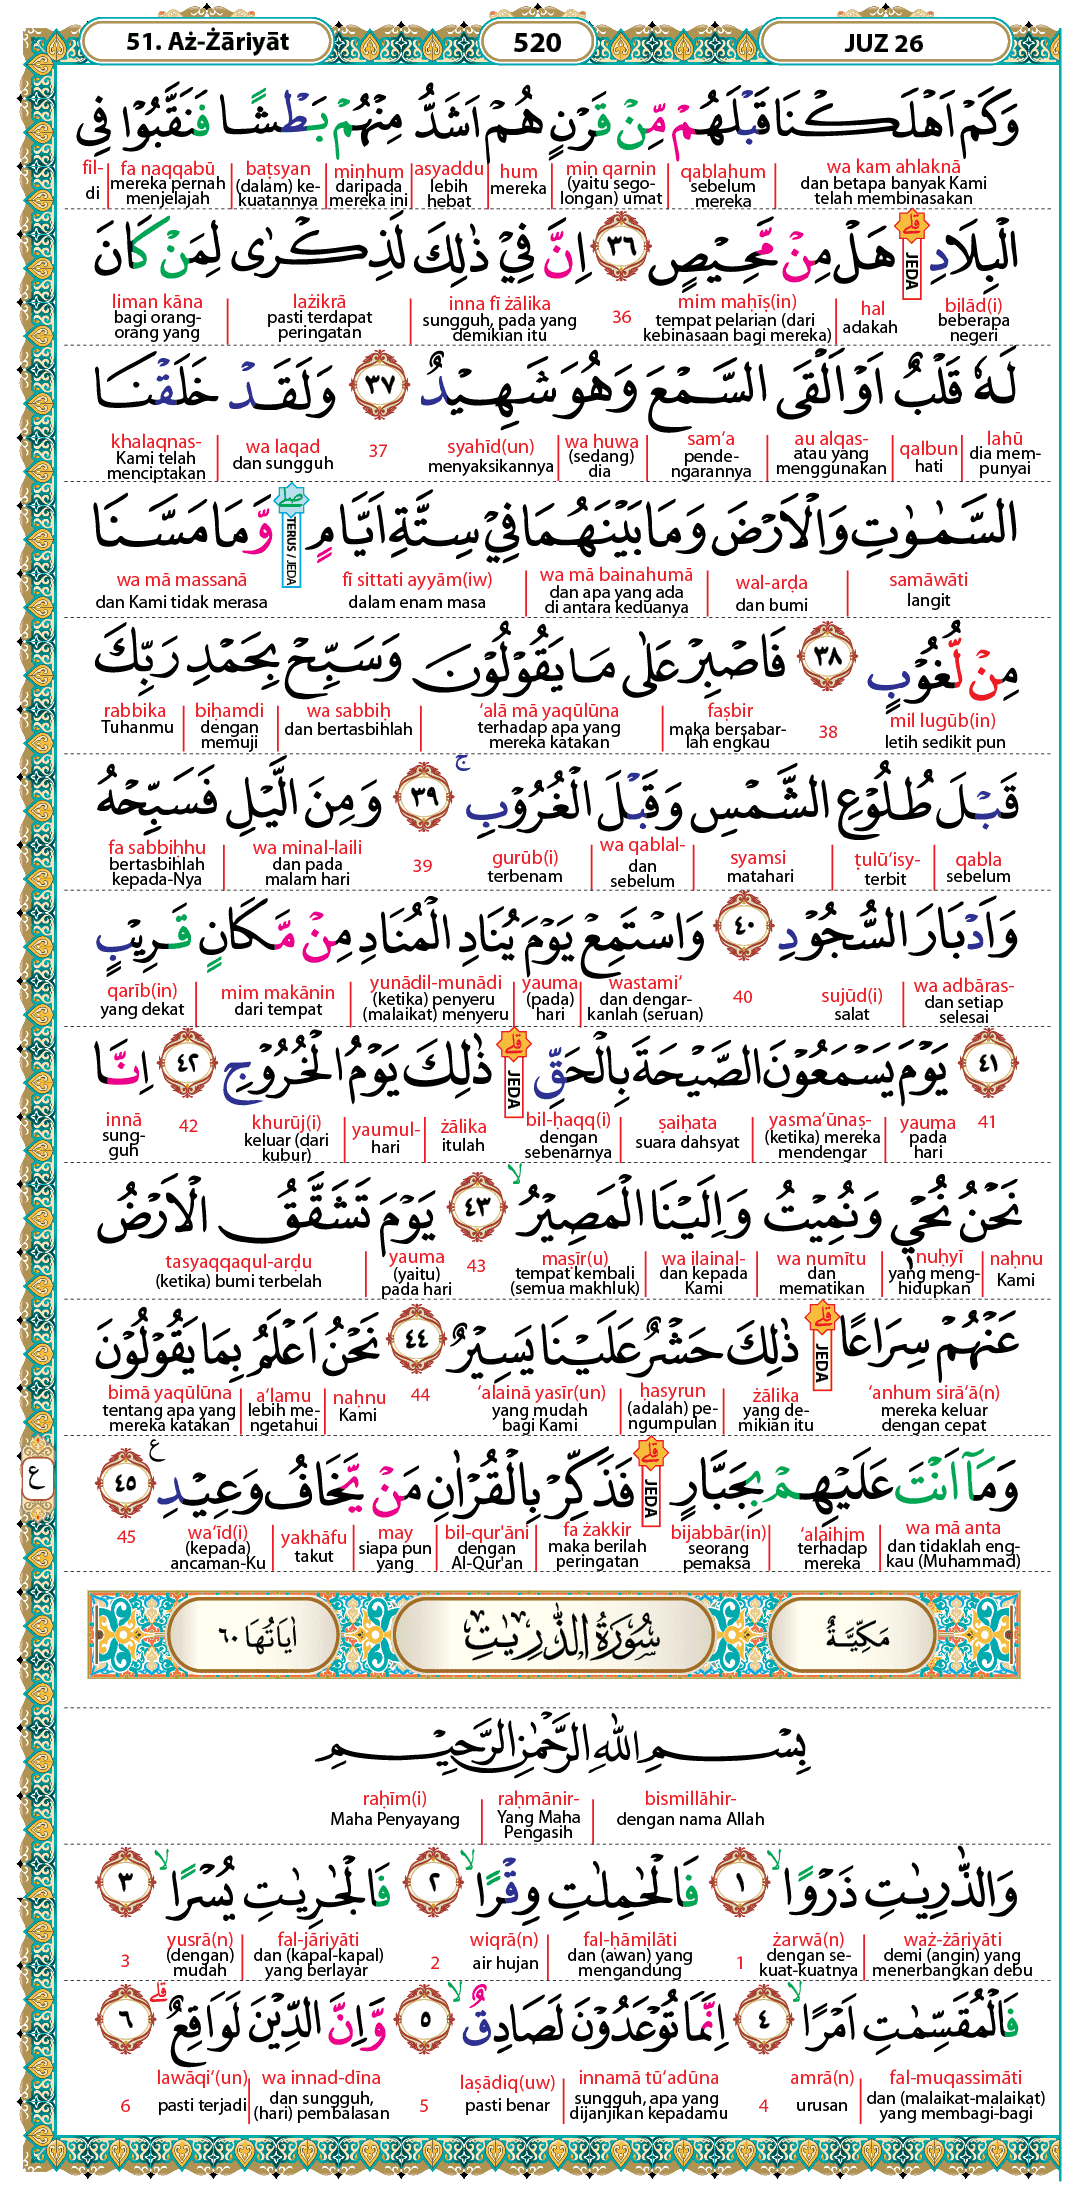 51. Aż-Żāriyāt 520 JUZ 26
وَكَمْ اَهْلَكْنَا قَبْلَهُمْ مِّنْ قَرْنٍ هُمْ اَشَدُّ مِنْهُمْ بَطْشًا فَنَقَّبُوْا فِى
wa kam ahlaknā qablahum min qarnin hum asyaddu minhum baṭsyan fa naqqabū fil-
dan betapa banyak Kami telah membinasakan sebelum mereka (yaitu sego-longan) umat mereka lebih hebat daripada mereka ini (dalam) ke-kuatannya mereka pernah menjelajah di
الْبِلَادِۗ هَلْ مِنْ مَّحِيْصٍ ٣٦ اِنَّ فِيْ ذٰلِكَ لَذِكْرٰى لِمَنْ كَانَ
JEDA
bilād(i) hal mim maḥīṣ(in) 36 inna fī żālika lażikrā liman kāna
beberapa negeri adakah tempat pelarian (dari kebinasaan bagi mereka) sungguh, pada yang demikian itu pasti terdapat peringatan bagi orang-orang yang
لَهٗ قَلْبٌ اَوْ اَلْقَى السَّمْعَ وَهُوَ شَهِيْدٌ ٣٧ وَلَقَدْ خَلَقْنَا
lahū qalbun au alqas- sam‘a wa huwa syahīd(un) 37 wa laqad khalaqnas-
dia mem-punyai hati atau yang menggunakan pende-ngarannya (sedang) dia menyaksikannya dan sungguh Kami telah menciptakan
السَّمٰوٰتِ وَالْاَرْضَ وَمَا بَيْنَهُمَا فِيْ سِتَّةِ اَيَّامٍۖ وَّمَا مَسَّنَا
TERUS / JEDA
samāwāti wal-arḍa wa mā bainahumā fī sittati ayyām(iw) wa mā massanā
langit dan bumi dan apa yang ada di antara keduanya dalam enam masa dan Kami tidak merasa
مِنْ لُّغُوْبٍ ٣٨ فَاصْبِرْ عَلٰى مَا يَقُوْلُوْنَ وَسَبِّحْ بِحَمْدِ رَبِّكَ
mil lugūb(in) 38 faṣbir ‘alā mā yaqūlūna wa sabbiḥ biḥamdi rabbika
letih sedikit pun maka bersabar-lah engkau terhadap apa yang mereka katakan dan bertasbihlah dengan memuji Tuhanmu
قَبْلَ طُلُوْعِ الشَّمْسِ وَقَبْلَ الْغُرُوْبِ ۚ ٣٩ وَمِنَ الَّيْلِ فَسَبِّحْهُ
qabla ṭulū‘isy- syamsi wa qablal- gurūb(i) 39 wa minal-laili fa sabbiḥhu
sebelum terbit matahari dan sebelum terbenam dan pada malam hari bertasbihlah kepada-Nya
وَاَدْبَارَ السُّجُوْدِ ٤٠ وَاسْتَمِعْ يَوْمَ يُنَادِ الْمُنَادِ مِنْ مَّكَانٍ قَرِيْبٍ
wa adbāras- sujūd(i) 40 wastami‘ yauma yunādil-munādi mim makānin qarīb(in)
dan setiap selesai salat dan dengar-kanlah (seruan) (pada) hari (ketika) penyeru (malaikat) menyeru dari tempat yang dekat
٤١ يَوْمَ يَسْمَعُوْنَ الصَّيْحَةَ بِالْحَقِّۗ ذٰلِكَ يَوْمُ الْخُرُوْجِ ٤٢ اِنَّا
JEDA
41 yauma yasma‘ūnaṣ- ṣaiḥata bil-ḥaqq(i) żālika yaumul- khurūj(i) 42 innā
pada hari (ketika) mereka mendengar suara dahsyat dengan sebenarnya itulah hari keluar (dari kubur) sung-guh
نَحْنُ نُحْيٖ وَنُمِيْتُ وَاِلَيْنَا الْمَصِيْرُ ۙ ٤٣ يَوْمَ تَشَقَّقُ الْاَرْضُ
naḥnu nuḥyī wa numītu wa ilainal- maṣīr(u) 43 yauma tasyaqqaqul-arḍu
Kami yang meng-hidupkan dan mematikan dan kepada Kami tempat kembali (semua makhluk) (yaitu) pada hari (ketika) bumi terbelah
عَنْهُمْ سِرَاعًاۗ ذٰلِكَ حَشْرٌ عَلَيْنَا يَسِيْرٌ ٤٤ نَحْنُ اَعْلَمُ بِمَا يَقُوْلُوْنَ
JEDA
‘anhum sirā‘ā(n) żālika ḥasyrun ‘alainā yasīr(un) 44 naḥnu a‘lamu bimā yaqūlūna
mereka keluar dengan cepat yang de-mikian itu (adalah) pe-ngumpulan yang mudah bagi Kami Kami lebih me-ngetahui tentang apa yang mereka katakan
وَمَآ اَنْتَ عَلَيْهِمْ بِجَبَّارٍۗ فَذَكِّرْ بِالْقُرْاٰنِ مَنْ يَّخَافُ وَعِيْدِ ࣖ ٤٥
ع
JEDA
wa mā anta ‘alaihim bijabbār(in) fa żakkir bil-qur'āni may yakhāfu wa‘īd(i) 45
dan tidaklah eng-kau (Muhammad) terhadap mereka seorang pemaksa maka berilah peringatan dengan Al-Qur'an siapa pun yang takut (kepada) ancaman-Ku
مَكِّيَّةٌ سُوْرَةُ الذّٰرِيٰتِ اٰيَاتُهَا ٦٠
بِسْمِ اللّٰهِ الرَّحْمٰنِ الرَّحِيْمِ
bismillāhir- raḥmānir- raḥīm(i)
dengan nama Allah Yang Maha Pengasih Maha Penyayang
وَالذّٰرِيٰتِ ذَرْوًا ۙ ١ فَالْحٰمِلٰتِ وِقْرًا ۙ ٢ فَالْجٰرِيٰتِ يُسْرًا ۙ ٣
waż-żāriyāti żarwā(n) 1 fal-ḥāmilāti wiqrā(n) 2 fal-jāriyāti yusrā(n) 3
demi (angin) yang menerbangkan debu dengan se-kuat-kuatnya dan (awan) yang mengandung air hujan dan (kapal-kapal) yang berlayar (dengan) mudah
فَالْمُقَسِّمٰتِ اَمْرًا ۙ ٤ اِنَّمَا تُوْعَدُوْنَ لَصَادِقٌ ۙ ٥ وَّاِنَّ الدِّيْنَ لَوَاقِعٌ ۗ ٦
fal-muqassimāti amrā(n) 4 innamā tū‘adūna laṣādiq(uw) 5 wa innad-dīna lawāqi‘(un) 6
dan (malaikat-malaikat) yang membagi-bagi urusan sungguh, apa yang dijanjikan kepadamu pasti benar dan sungguh, (hari) pembalasan pasti terjadi